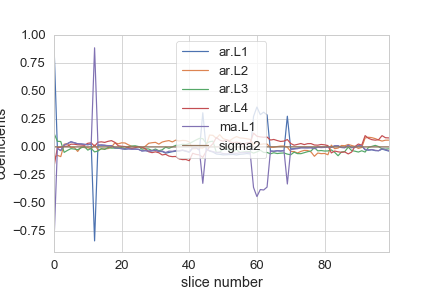 1.00
0.75
0.50
0.25
0.00
−0.25
−0.50
−0.75
0
20
40
60
80
slice number
coefficients
ar.L1
ar.L2
ar.L3
ar.L4
ma.L1
sigma2